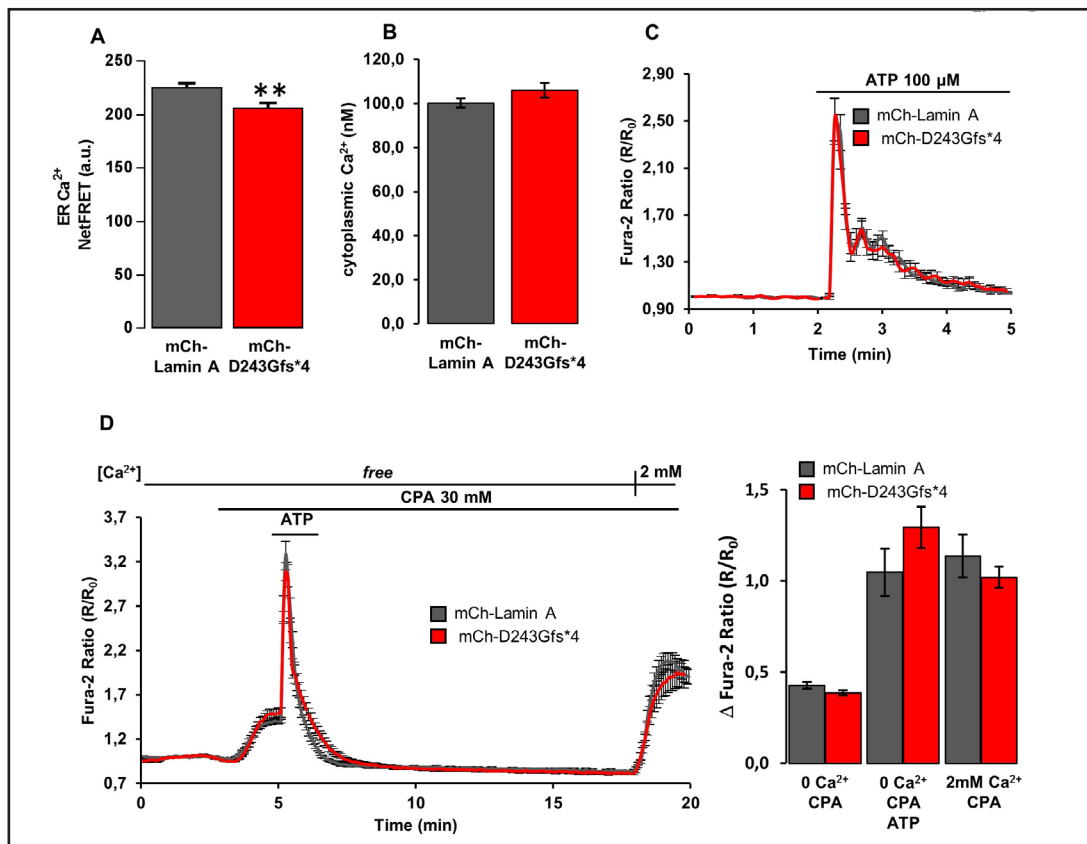 A
250
200
150
100
50
0
ER Ca²⁺
NetFRET (a.u.)
**
mCh-
Lamin A
mCh-
D243Gfs*4
B
120,0
100,0
80,0
60,0
40,0
20,0
0,0
cytoplasmic Ca²⁺ (nM)
mCh-
Lamin A
mCh-
D243Gfs*4
C
ATP 100 µM
mCh-Lamin A
mCh-D243Gfs*4
2,90
2,50
2,10
1,70
1,30
0,90
Fura-2 Ratio (R/R₀)
0 1 2 3 4 5
Time (min)
D
[Ca²⁺] free 2 mM
CPA 30 mM
ATP
3,7
3,2
2,7
2,2
1,7
1,2
0,7
Fura-2 Ratio (R/R₀)
mCh-Lamin A
mCh-D243Gfs*4
0 5 10 15 20
Time (min)
mCh-Lamin A
mCh-D243Gfs*4
1,5
1,0
0,5
0,0
Δ Fura-2 Ratio (R/R₀)
0 Ca²⁺
CPA
0 Ca²⁺
CPA
ATP
2mM Ca²⁺
CPA